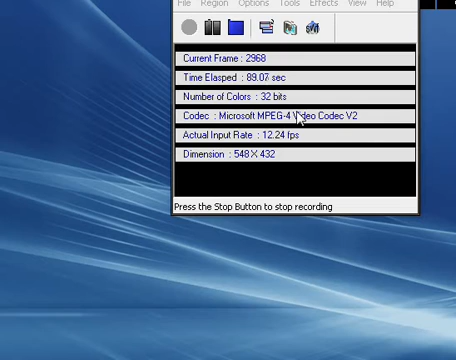 File Region Options Tools Effects View Help
Current Frame : 2968
Time Elasped : 89.07 sec
Number of Colors : 32 bits
Codec : Microsoft MPEG-4 Video Codec V2
Actual Input Rate : 12.24 fps
Dimension : 548 X 432
Press the Stop Button to stop recording